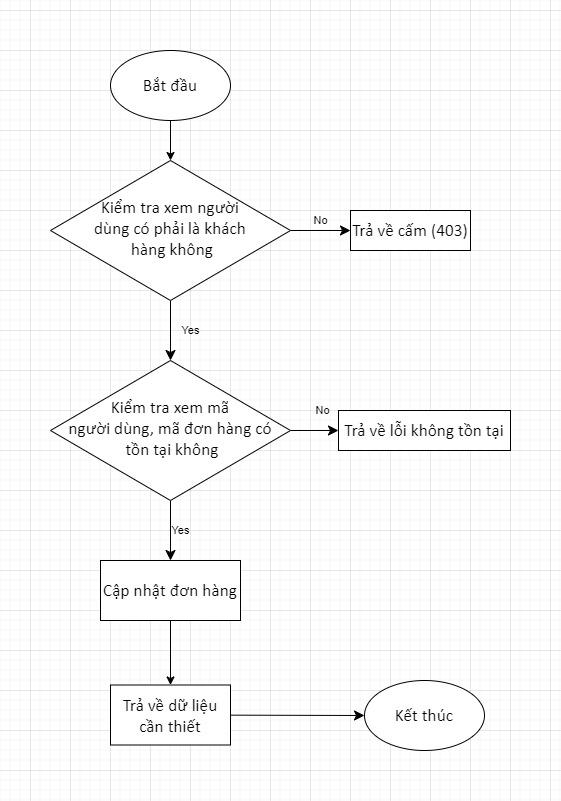 Bắt đầu
Kiểm tra xem người
dùng có phải là khách
hàng không
No
Trả về cấm (403)
Yes
Kiểm tra xem mã
người dùng, mã đơn hàng có
tồn tại không
No
Trả về lỗi không tồn tại
Yes
Cập nhật đơn hàng
Trả về dữ liệu
cần thiết
Kết thúc